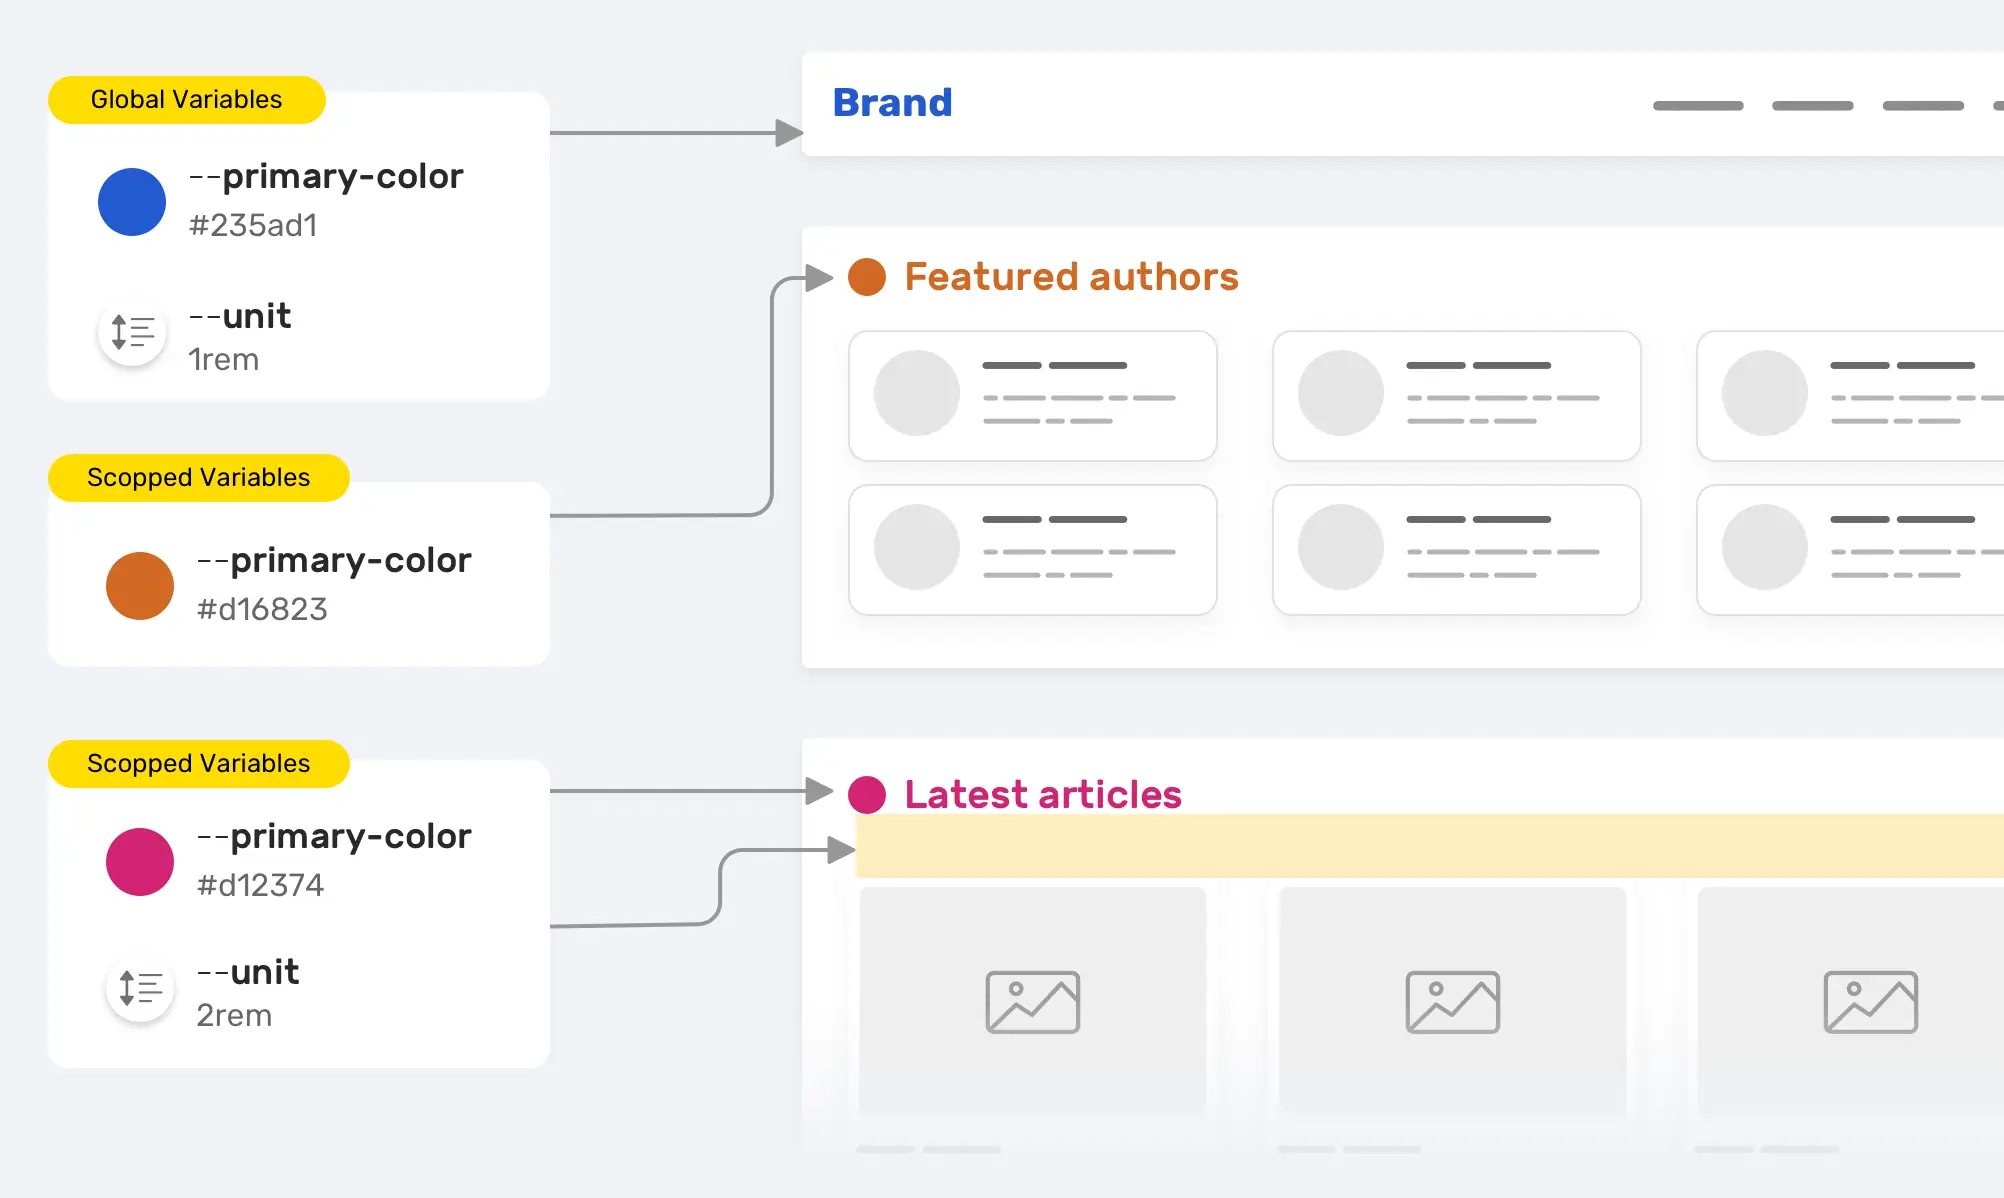 Global Variables
--primary-color
#235ad1
--unit
1rem
Scopped Variables
--primary-color
#d16823
Scopped Variables
--primary-color
#d12374
--unit
2rem
Brand
Featured authors
Latest articles